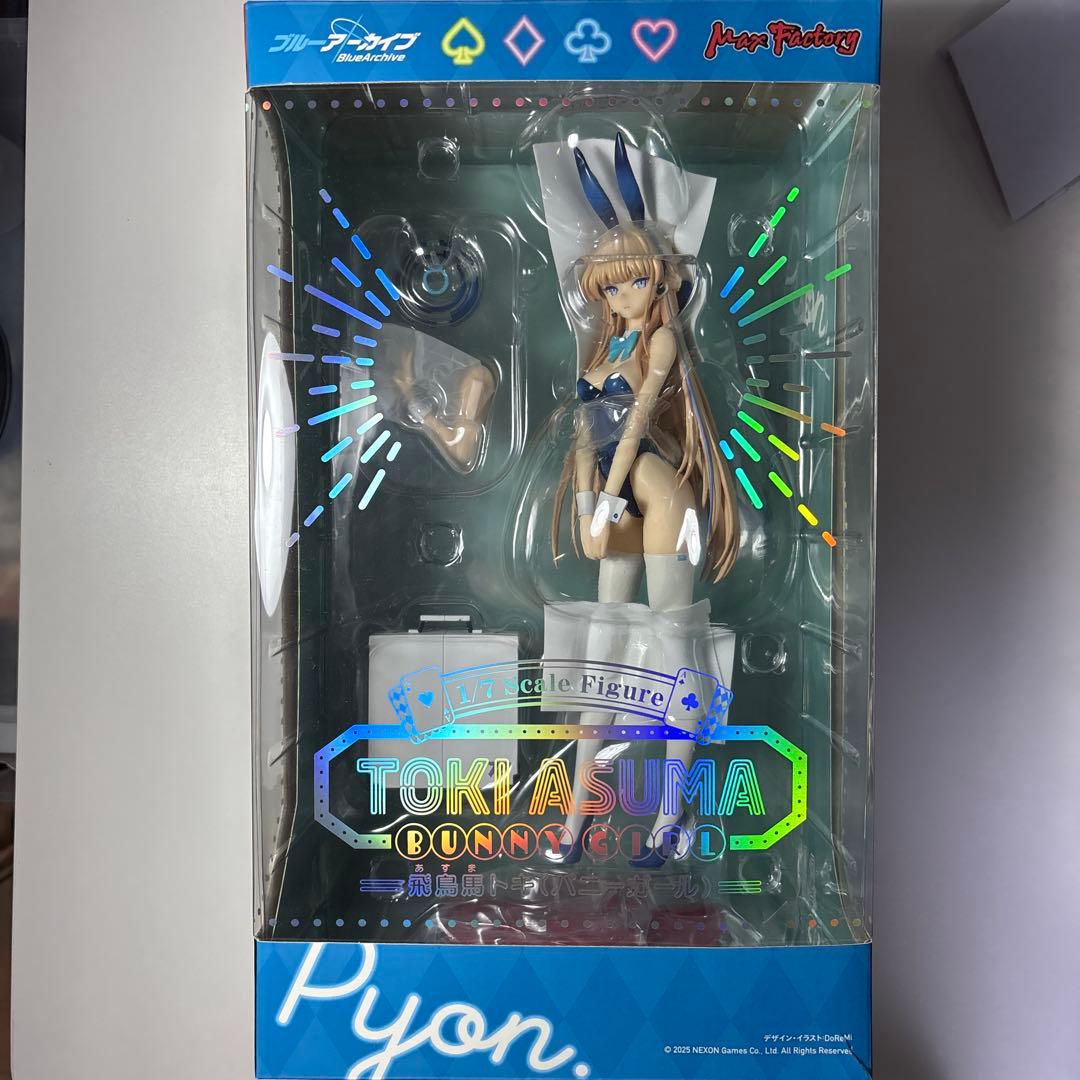 ブルーアーカイブ
BlueArchive
Max Factory
1/7 Scale Figure
TOKI ASUMA
BUNNY GIRL
あすま
飛鳥馬トキ(バニーガール)
Pyon.
デザイン・イラスト:DoReMi
© 2025 NEXON Games Co., Ltd. All Rights Reserved.